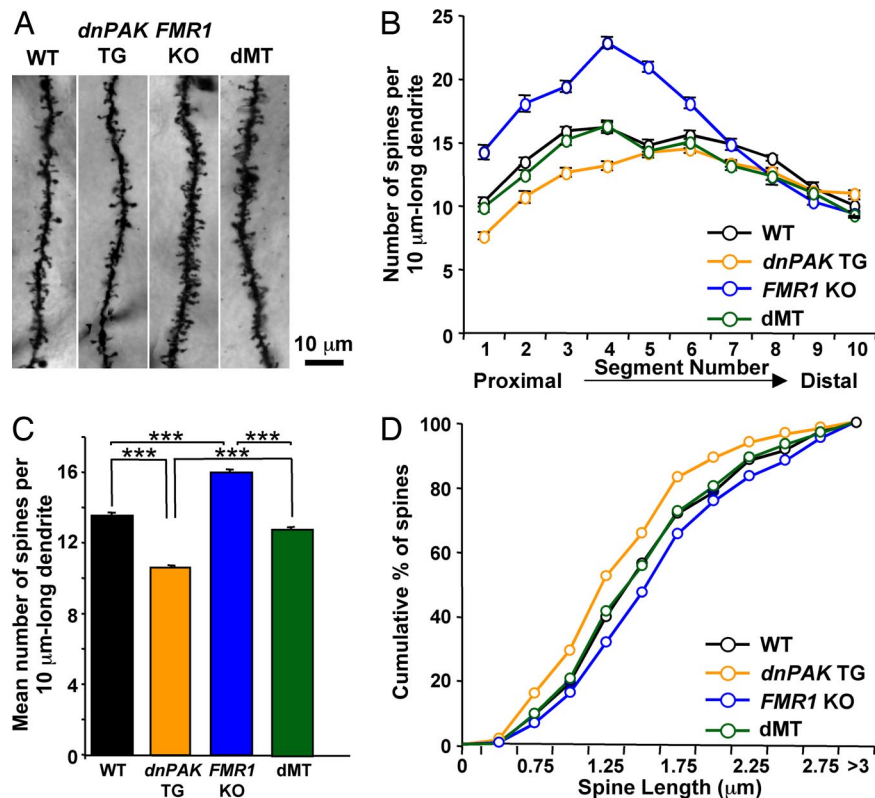 A
dnPAK FMR1
WT TG KO dMT
10 μm
B
Number of spines per
10 μm-long dendrite
25
20
15
10
5
0
WT
dnPAK TG
FMR1 KO
dMT
1 2 3 4 5 6 7 8 9 10
Proximal Segment Number Distal
C
Mean number of spines per
10 μm-long dendrite
16
12
8
4
0
*** ***
*** ***
WT dnPAK FMR1 dMT
TG KO
D
Cumulative % of spines
100
80
60
40
20
0
WT
dnPAK TG
FMR1 KO
dMT
0 0.75 1.25 1.75 2.25 2.75 >3
Spine Length (μm)